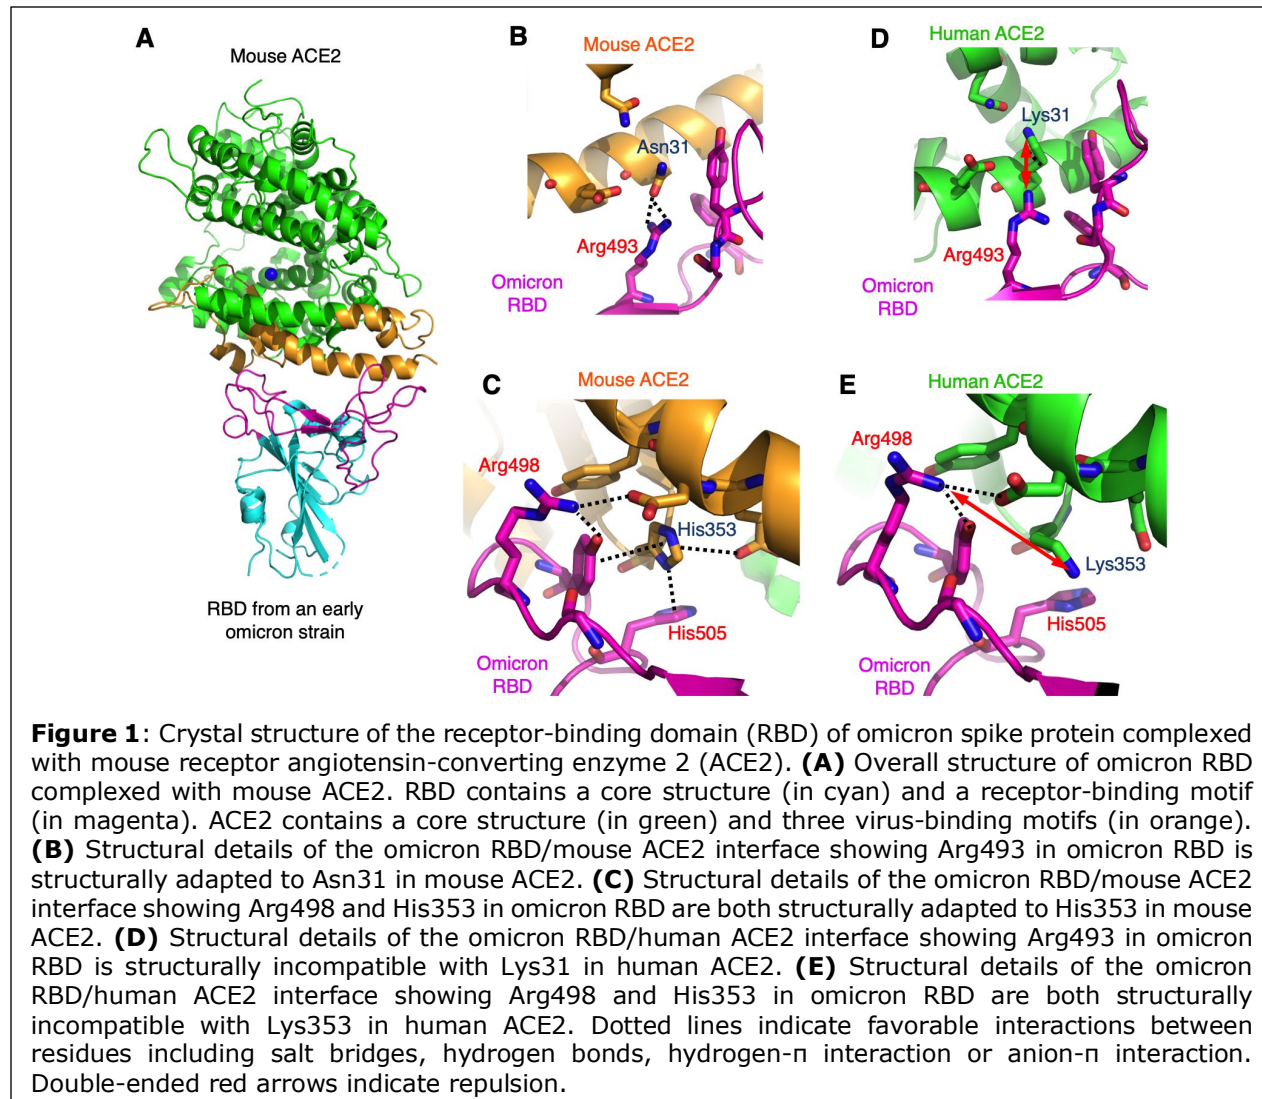 A
Mouse ACE2
RBD from an early
omicron strain
B
Mouse ACE2
Asn31
Arg493
Omicron
RBD
D
Human ACE2
Lys31
Arg493
Omicron
RBD
C
Mouse ACE2
Arg498
His353
His505
Omicron
RBD
E
Human ACE2
Arg498
Lys353
His505
Omicron
RBD
Figure 1: Crystal structure of the receptor-binding domain (RBD) of omicron spike protein complexed
with mouse receptor angiotensin-converting enzyme 2 (ACE2). (A) Overall structure of omicron RBD
complexed with mouse ACE2. RBD contains a core structure (in cyan) and a receptor-binding motif
(in magenta). ACE2 contains a core structure (in green) and three virus-binding motifs (in orange).
(B) Structural details of the omicron RBD/mouse ACE2 interface showing Arg493 in omicron RBD is
structurally adapted to Asn31 in mouse ACE2. (C) Structural details of the omicron RBD/mouse ACE2
interface showing Arg498 and His353 in omicron RBD are both structurally adapted to His353 in mouse
ACE2. (D) Structural details of the omicron RBD/human ACE2 interface showing Arg493 in omicron
RBD is structurally incompatible with Lys31 in human ACE2. (E) Structural details of the omicron
RBD/human ACE2 interface showing Arg498 and His353 in omicron RBD are both structurally
incompatible with Lys353 in human ACE2. Dotted lines indicate favorable interactions between
residues including salt bridges, hydrogen bonds, hydrogen-π interaction or anion-π interaction.
Double-ended red arrows indicate repulsion.